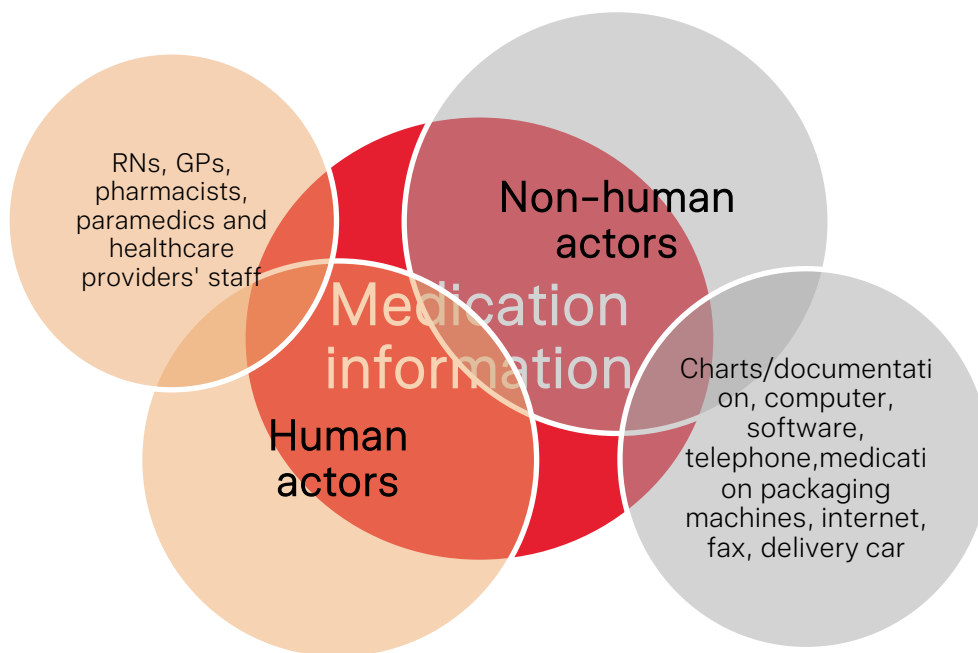 RNs, GPs,
pharmacists,
paramedics and
healthcare
providers' staff
Non-human
actors
Medication
information
Human
actors
Charts/documentati
on, computer,
software,
telephone,medicati
on packaging
machines, internet,
fax, delivery car